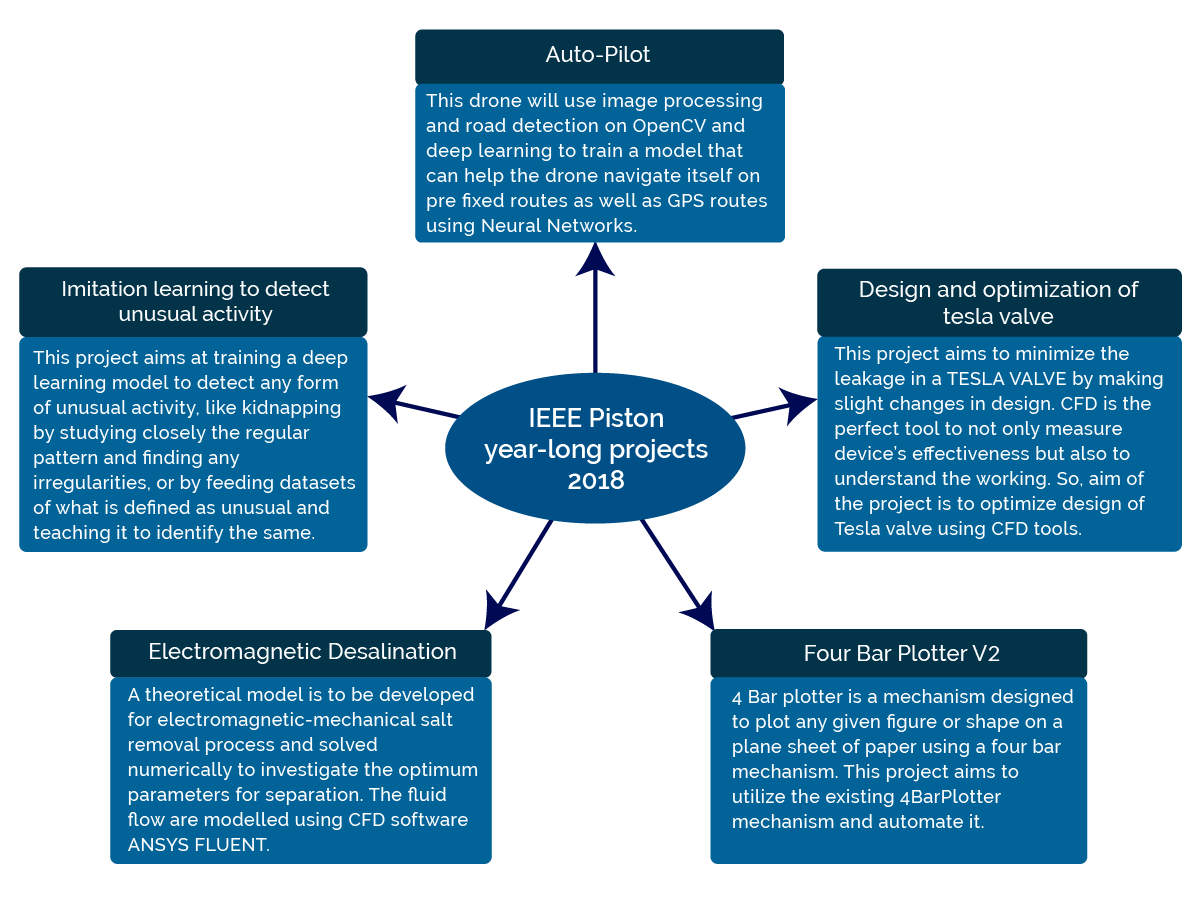 Auto-Pilot
This drone will use image processing
and road detection on OpenCV and
deep learning to train a model that
can help the drone navigate itself on
pre fixed routes as well as GPS routes
using Neural Networks.
Imitation learning to detect
unusual activity
This project aims at training a deep
learning model to detect any form
of unusual activity, like kidnapping
by studying closely the regular
pattern and finding any
irregularities, or by feeding datasets
of what is defined as unusual and
teaching it to identify the same.
Design and optimization of
tesla valve
This project aims to minimize the
leakage in a TESLA VALVE by making
slight changes in design. CFD is the
perfect tool to not only measure
device's effectiveness but also to
understand the working. So, aim of
the project is to optimize design of
Tesla valve using CFD tools.
IEEE Piston
year-long projects
2018
Electromagnetic Desalination
A theoretical model is to be developed
for electromagnetic-mechanical salt
removal process and solved
numerically to investigate the optimum
parameters for separation. The fluid
flow are modelled using CFD software
ANSYS FLUENT.
Four Bar Plotter V2
4 Bar plotter is a mechanism designed
to plot any given figure or shape on a
plane sheet of paper using a four bar
mechanism. This project aims to
utilize the existing 4BarPlotter
mechanism and automate it.